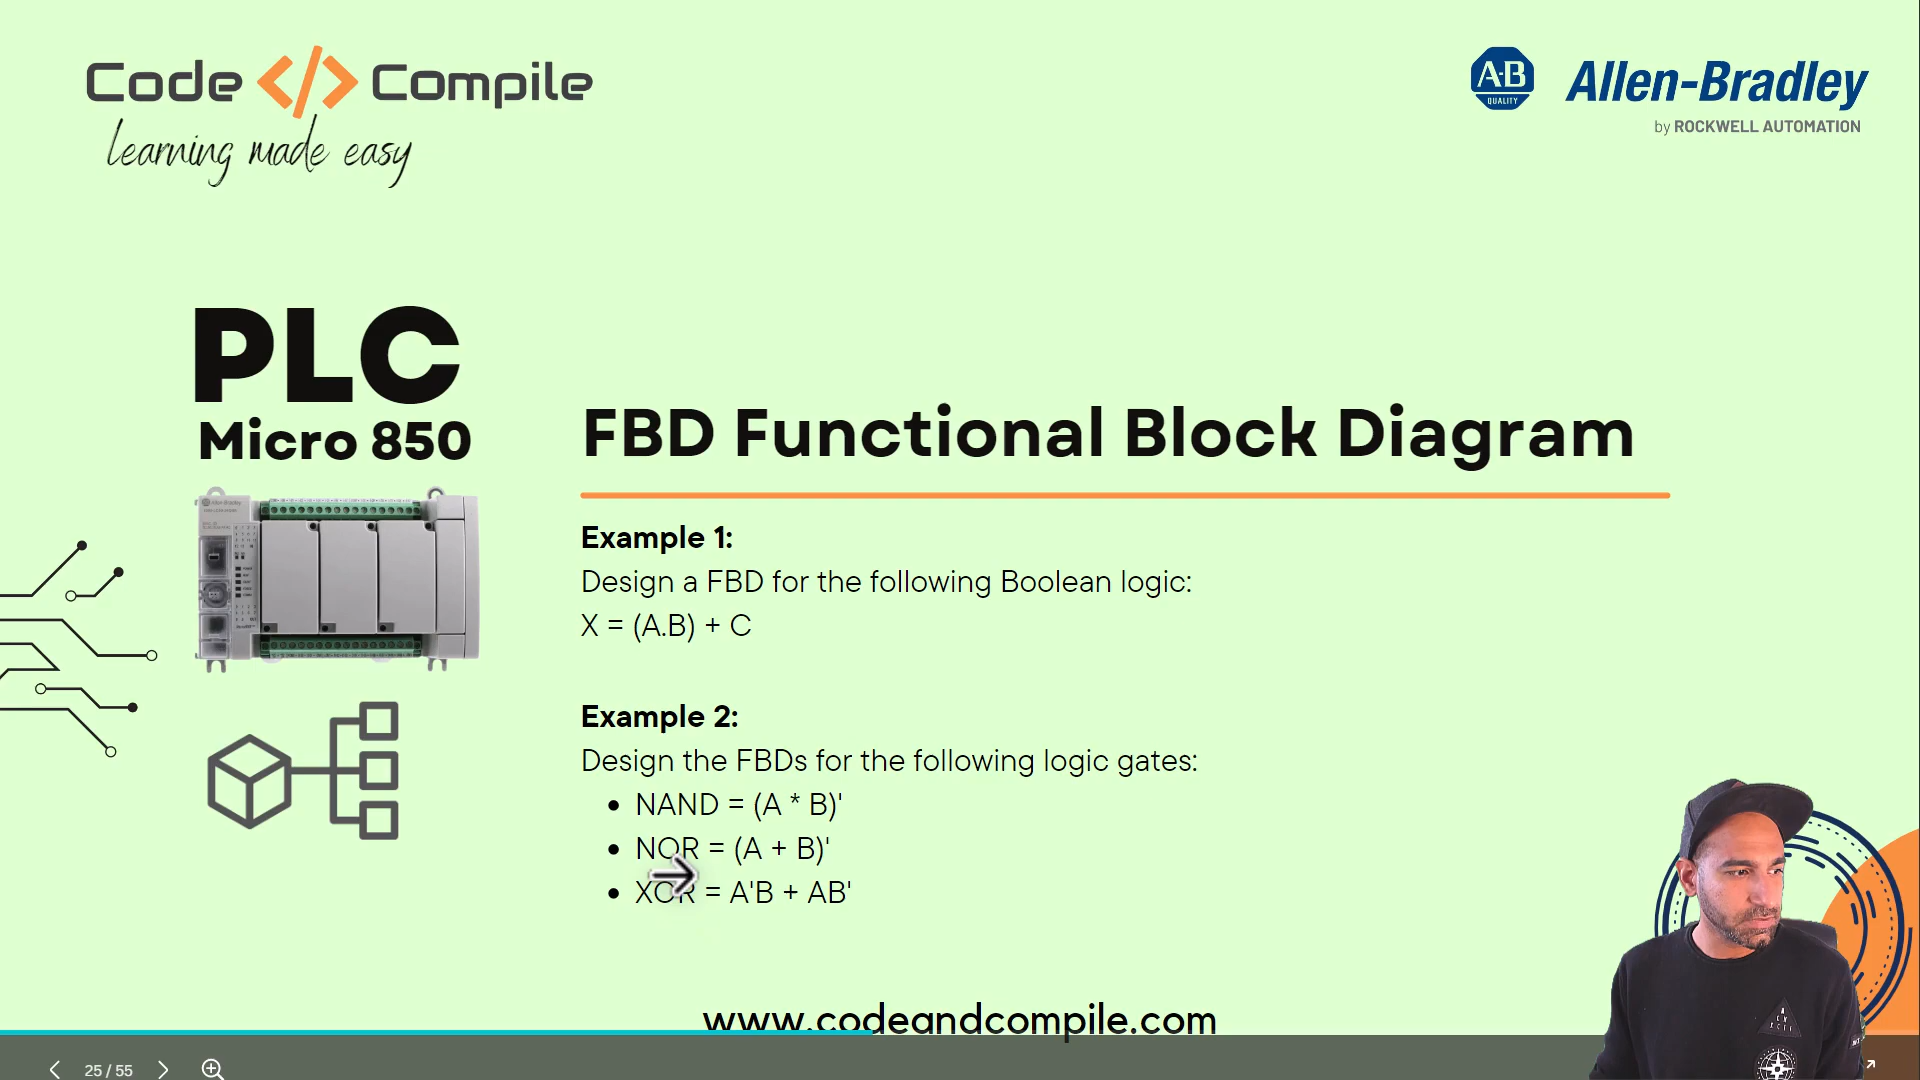 Code </> Compile
learning made easy
A·B
QUALITY
Allen-Bradley
by ROCKWELL AUTOMATION
PLC
Micro 850
FBD Functional Block Diagram
Example 1:
Design a FBD for the following Boolean logic:
X = (A.B) + C
Example 2:
Design the FBDs for the following logic gates:
• NAND = (A * B)'
• NOR = (A + B)'
• XOR = A'B + AB'
www.codeandcompile.com
25 / 55